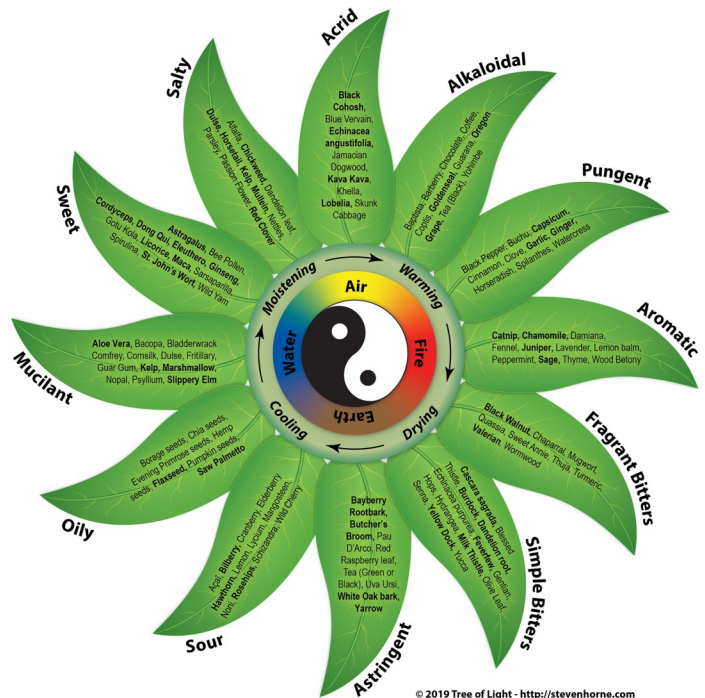 Acrid
Black
Cohosh,
Blue Vervain,
Echinacea
angustifolia,
Jamacian
Dogwood,
Kava Kava,
Khella,
Lobelia, Skunk
Cabbage
Alkaloidal
Baptista, Barberry, Chocolate, Coffee,
Coptis, Goldenseal, Guarana, Oregon
Grape, Tea (Black), Yohimbe
Pungent
Black Pepper, Buchu, Capsicum,
Cinnamon, Clove, Garlic, Ginger,
Horseradish, Spilanthes, Watercress
Aromatic
Catnip, Chamomile, Damiana,
Fennel, Juniper, Lavender, Lemon balm,
Peppermint, Sage, Thyme, Wood Betony
Fragrant Bitters
Black Walnut, Chaparral, Mugwort,
Quassia, Sweet Annie, Thuja, Turmeric,
Valerian, Wormwood
Simple Bitters
Cascara sagrada, Blessed
Thistle, Burdock, Dandelion root,
Echinacea purpurea, Feverfew, Gentian,
Hops, Hydrangea, Milk Thistle, Olive Leaf,
Senna, Yellow Dock, Yucca
Astringent
Bayberry
Rootbark,
Butcher's
Broom, Pau
D'Arco, Red
Raspberry leaf,
Tea (Green or
Black), Uva Ursi,
White Oak bark,
Yarrow
Sour
Açaí, Bilberry, Cranberry, Elderberry
Hawthorn, Lemon, Lycium, Mangosteen,
Noni, Rosehips, Schizandra, Wild Cherry
Oily
Borage seeds, Chia seeds,
Evening Primrose seeds, Hemp
seeds, Flaxseed, Pumpkin seeds,
Saw Palmetto
Mucilant
Aloe Vera, Bacopa, Bladderwrack
Comfrey, Cornsilk, Dulse, Fritillary,
Guar Gum, Kelp, Marshmallow,
Nopal, Psyllium, Slippery Elm
Sweet
Astragalus, Bee Pollen,
Cordyceps, Dong Qui, Eleuthero, Ginseng,
Gotu Kola, Licorice, Maca, Sarsaparilla,
Spirulina, St. John's Wort, Wild Yam
Salty
Alfalfa, Chickweed, Dandelion leaf,
Dulse, Horsetail, Kelp, Mullein, Nettles
Parsley, Passion Flower, Red Clover
Moistening
Warming
Drying
Cooling
Air
Fire
Earth
Water
© 2019 Tree of Light - http://stevenhorne.com